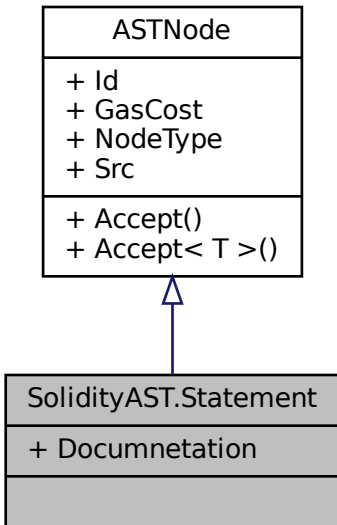 ASTNode
+ Id
+ GasCost
+ NodeType
+ Src
+ Accept()
+ Accept< T >()
SolidityAST.Statement
+ Documnetation